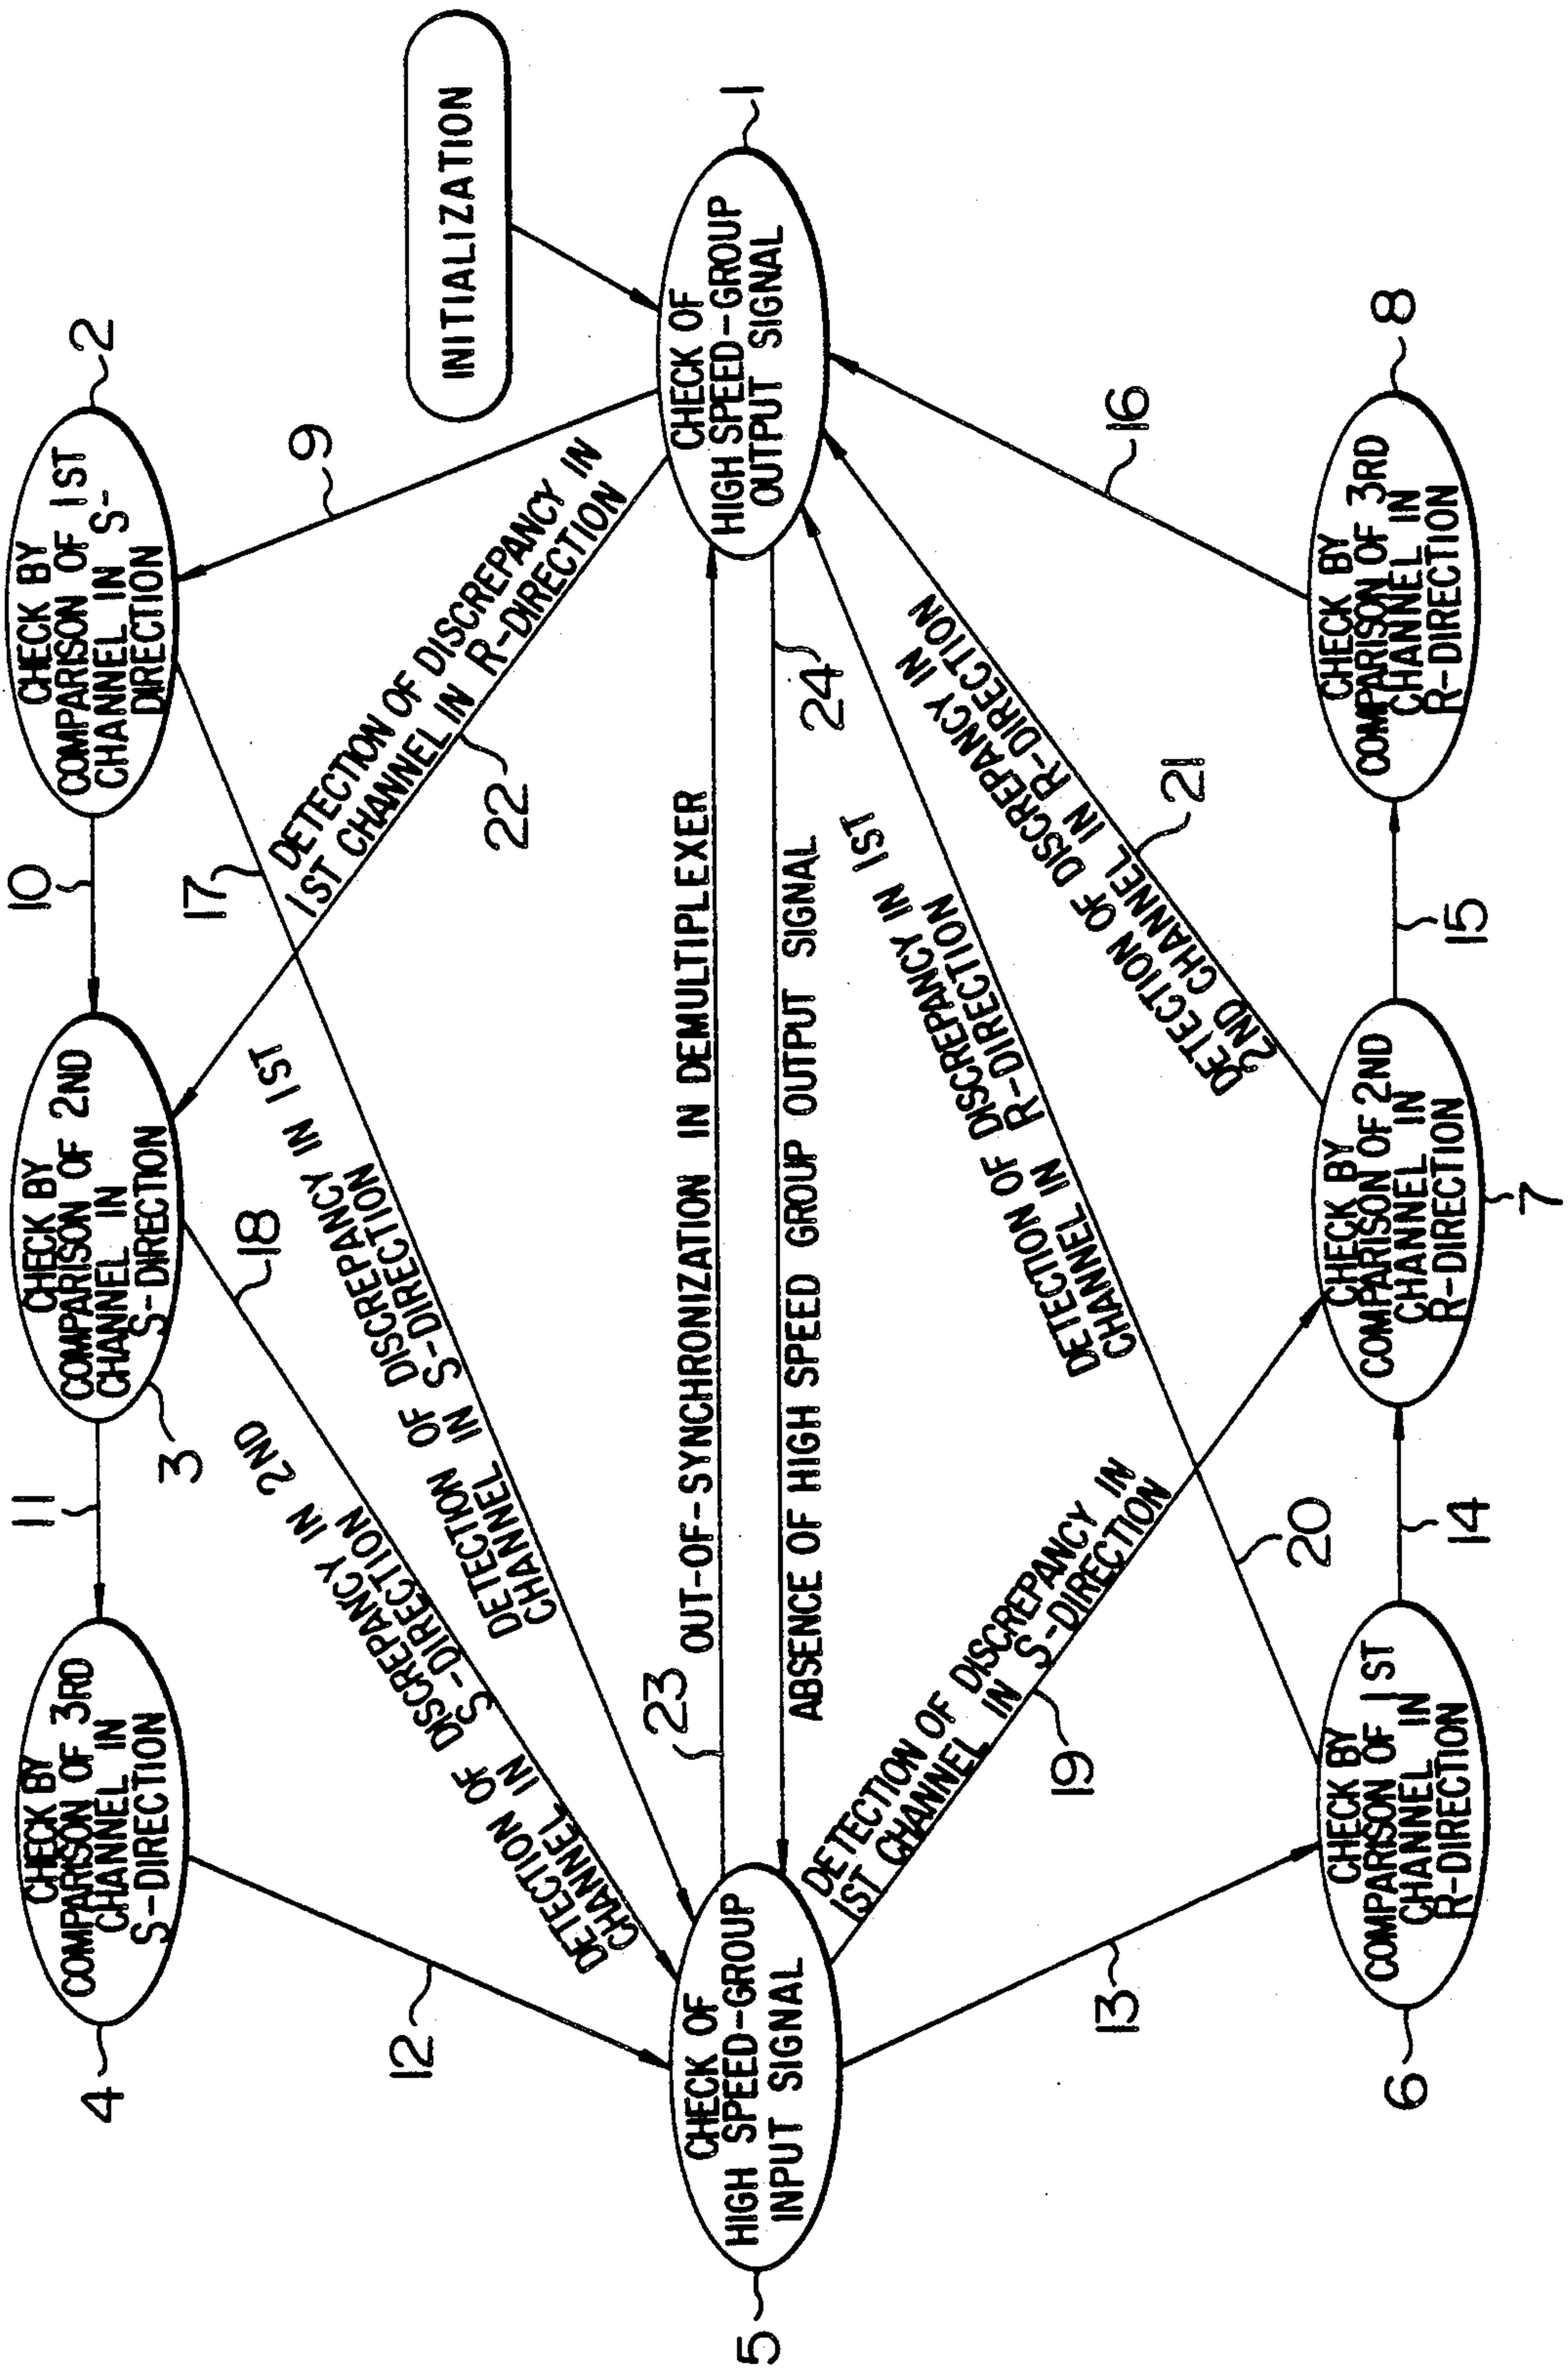 INITIALIZATION
1
CHECK OF
HIGH SPEED-GROUP
OUTPUT SIGNAL
2
CHECK BY
COMPARISON OF 1ST
CHANNEL IN S-
DIRECTION
3
CHECK BY
COMPARISON OF 2ND
CHANNEL IN
S-DIRECTION
4
CHECK BY
COMPARISON OF 3RD
CHANNEL IN
S-DIRECTION
5
CHECK OF
HIGH SPEED-GROUP
INPUT SIGNAL
6
CHECK BY
COMPARISON OF 1ST
CHANNEL IN
R-DIRECTION
7
CHECK BY
COMPARISON OF 2ND
CHANNEL IN
R-DIRECTION
8
CHECK BY
COMPARISON OF 3RD
CHANNEL IN
R-DIRECTION
9
10
11
12
13
14
15
16
17
DETECTION OF DISCREPANCY IN 1ST
CHANNEL IN S-DIRECTION
18
DETECTION OF DISCREPANCY IN 2ND
CHANNEL IN S-DIRECTION
19
DETECTION OF DISCREPANCY IN
1ST CHANNEL IN S-DIRECTION
20
DETECTION OF DISCREPANCY IN 1ST
CHANNEL IN R-DIRECTION
21
DETECTION OF DISCREPANCY IN
2ND CHANNEL IN R-DIRECTION
22
DETECTION OF DISCREPANCY IN
1ST CHANNEL IN R-DIRECTION
23
OUT-OF-SYNCHRONIZATION IN DEMULTIPLEXER
24
ABSENCE OF HIGH SPEED GROUP OUTPUT SIGNAL